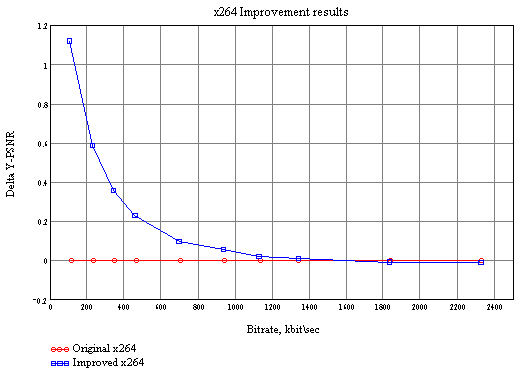 x264 Improvement results
1.2
1
0.8
0.6
0.4
0.2
0
-0.2
Delta Y-PSNR
0 200 400 600 800 1000 1200 1400 1600 1800 2000 2200 2400
Bitrate, kbit\sec
Original x264
Improved x264